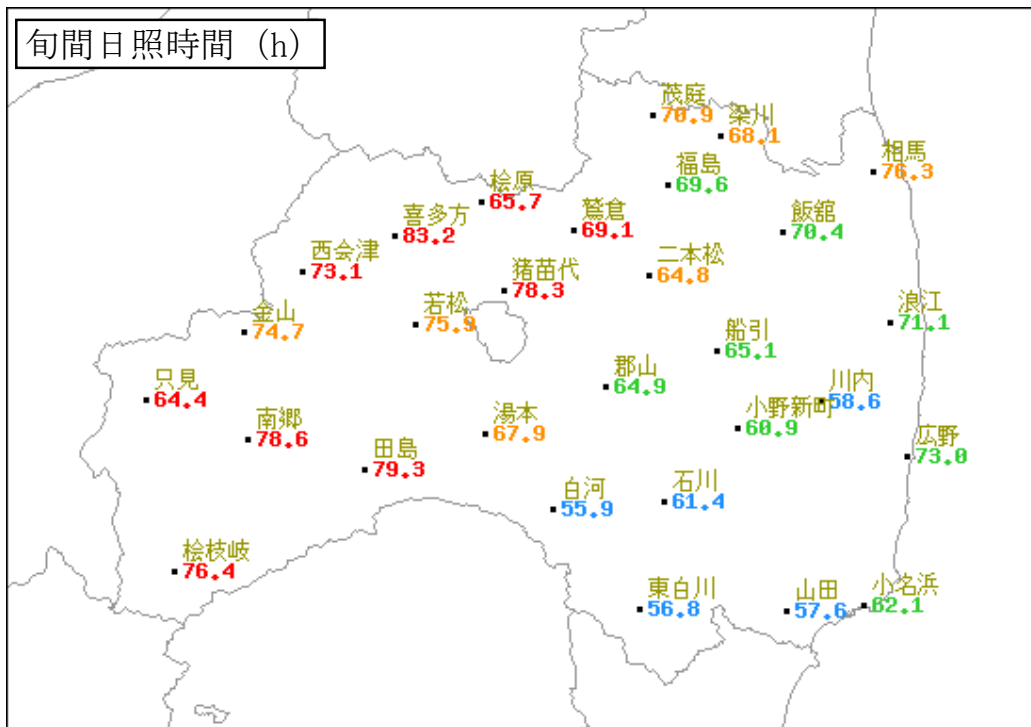 旬間日照時間 (h)
茂庭
70.9
梁川
68.1
相馬
76.3
福島
69.6
桧原
65.7
鷲倉
69.1
飯舘
70.4
喜多方
83.2
西会津
73.1
二本松
64.8
猪苗代
78.3
浪江
71.1
金山
74.7
若松
75.9
船引
65.1
郡山
64.9
只見
64.4
川内
58.6
小野新町
60.9
湯本
67.9
南郷
78.6
広野
73.0
田島
79.3
白河
55.9
石川
61.4
桧枝岐
76.4
東白川
56.8
山田
57.6
小名浜
62.1